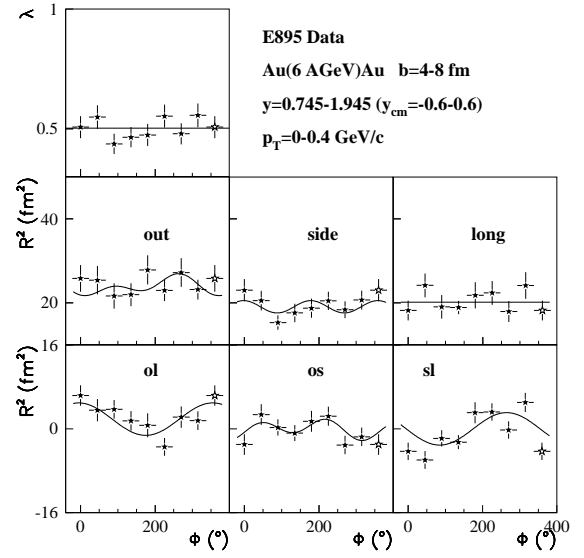 λ
1
E895 Data
Au(6 AGeV)Au b=4-8 fm
y=0.745-1.945 (y_cm=-0.6-0.6)
p_T=0-0.4 GeV/c
0.5
R² (fm²)
40
20
out
side
long
R² (fm²)
16
0
-16
ol
os
sl
0 200
0 200
0 200 400
Φ (°)
Φ (°)
Φ (°)